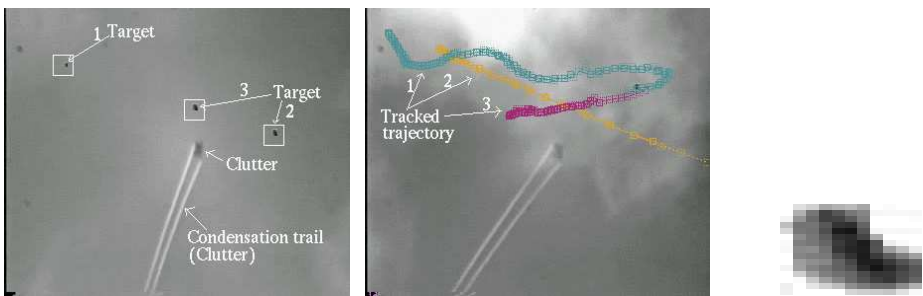 1 Target
3 Target
2
Clutter
Condensation trail
(Clutter)
1 2
3
Tracked
trajectory